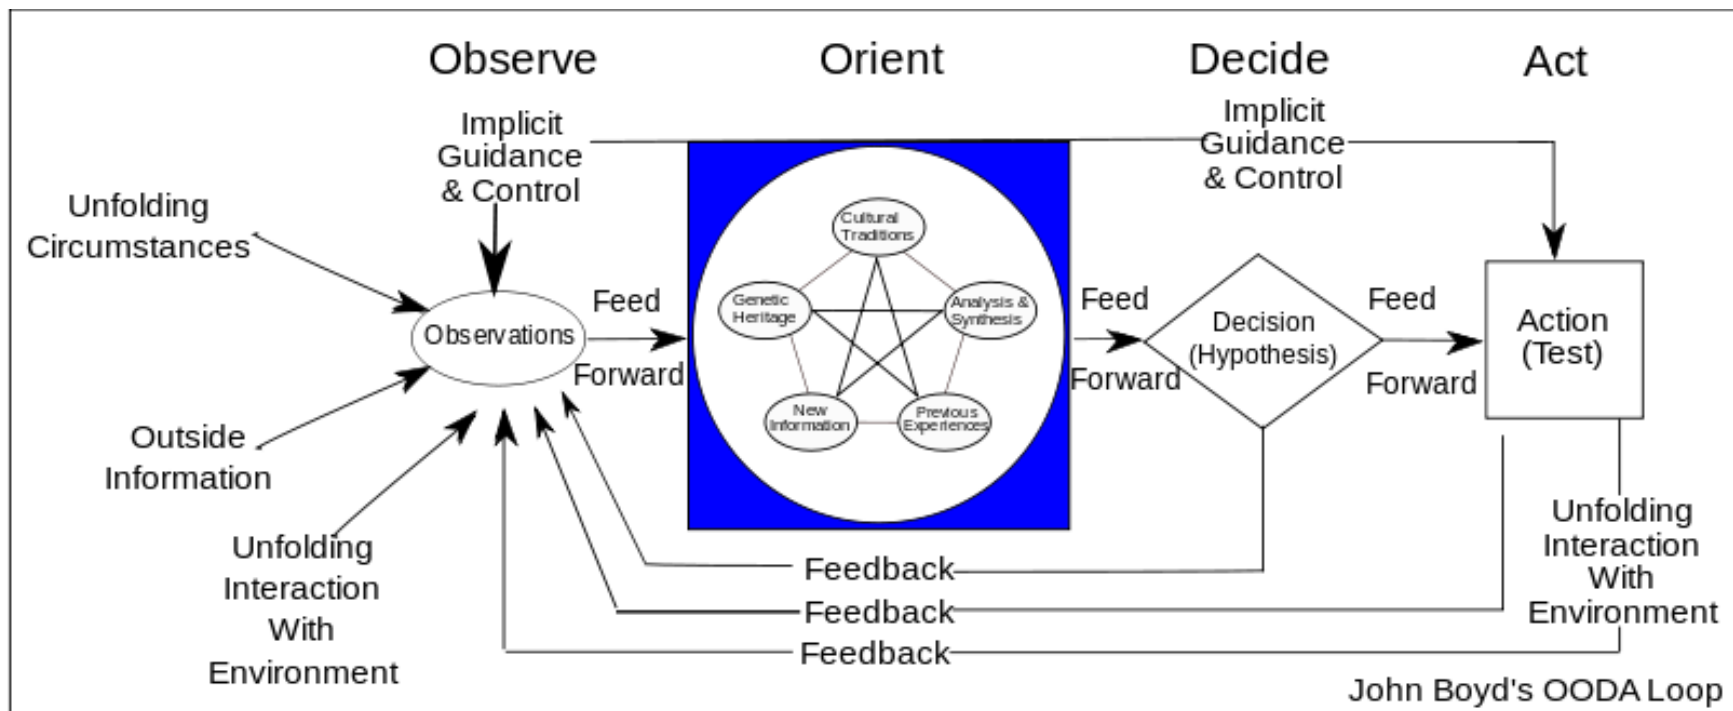 Observe
Orient
Decide
Act
Implicit
Guidance
& Control
Implicit
Guidance
& Control
Unfolding
Circumstances
Observations
Feed
Forward
Cultural
Traditions
Genetic
Heritage
Analysis &
Synthesis
New
Information
Previous
Experiences
Feed
Forward
Decision
(Hypothesis)
Feed
Forward
Action
(Test)
Outside
Information
Unfolding
Interaction
With
Environment
Feedback
Feedback
Feedback
Unfolding
Interaction
With
Environment
John Boyd's OODA Loop